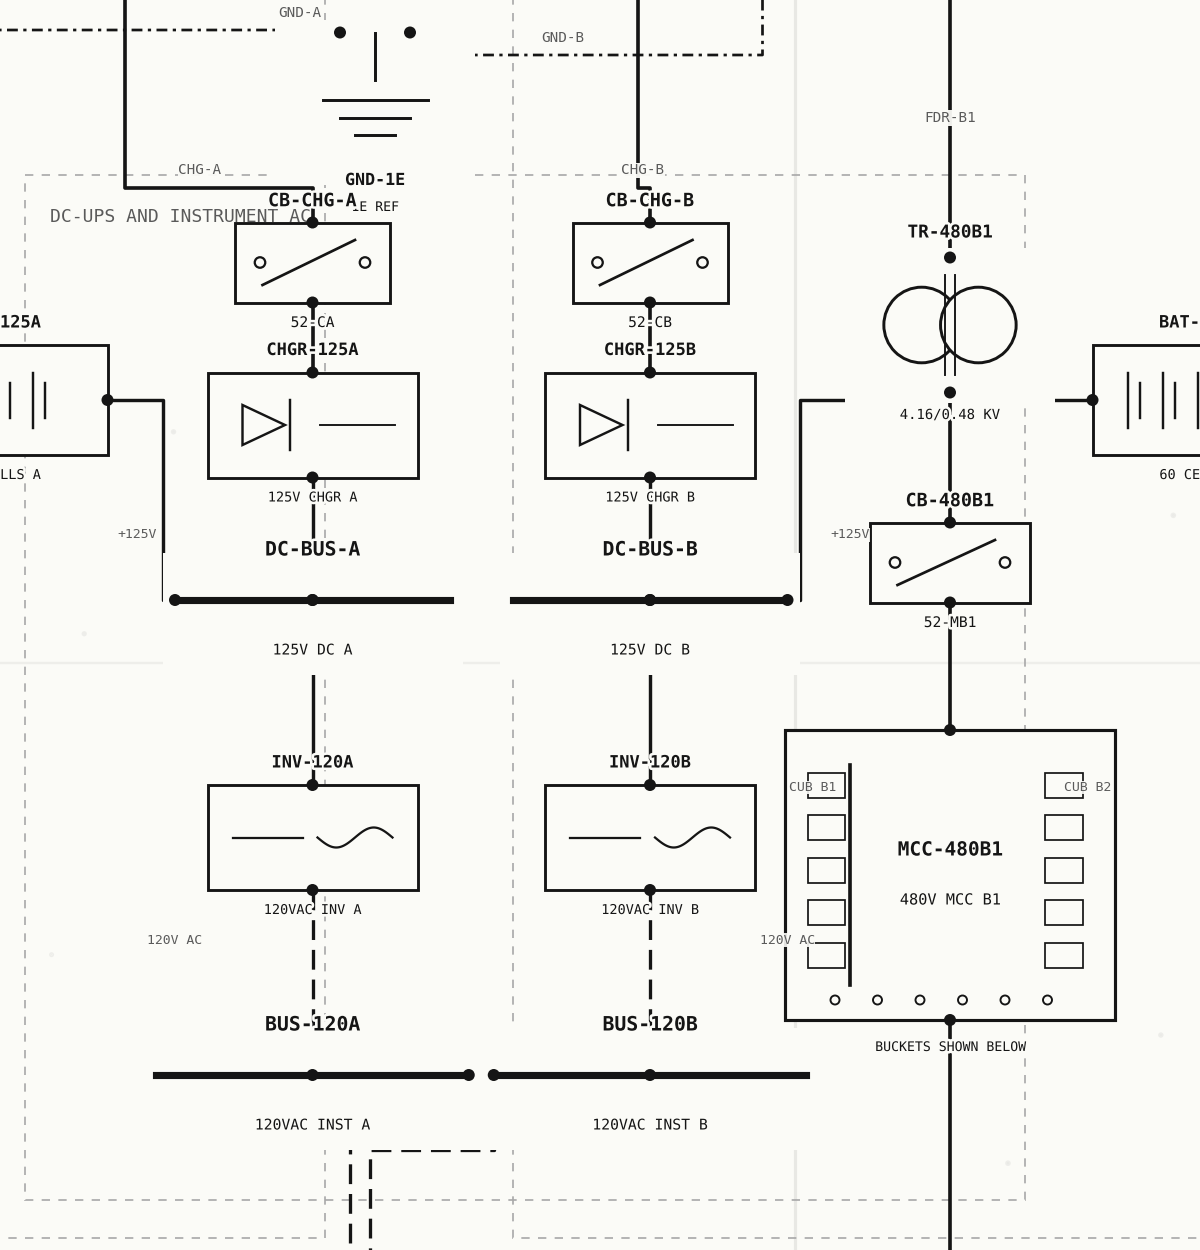 GND-A
GND-B
FDR-B1
CHG-A
CHG-B
GND-1E
CB-CHG-A
1E REF
CB-CHG-B
DC-UPS AND INSTRUMENT AC
TR-480B1
125A
52-CA
52-CB
BAT-
CHGR-125A
CHGR-125B
4.16/0.48 KV
LLS A
60 CE
125V CHGR A
125V CHGR B
CB-480B1
+125V
+125V
DC-BUS-A
DC-BUS-B
52-MB1
125V DC A
125V DC B
INV-120A
INV-120B
CUB B1
CUB B2
MCC-480B1
480V MCC B1
120VAC INV A
120VAC INV B
120V AC
120V AC
BUS-120A
BUS-120B
BUCKETS SHOWN BELOW
120VAC INST A
120VAC INST B